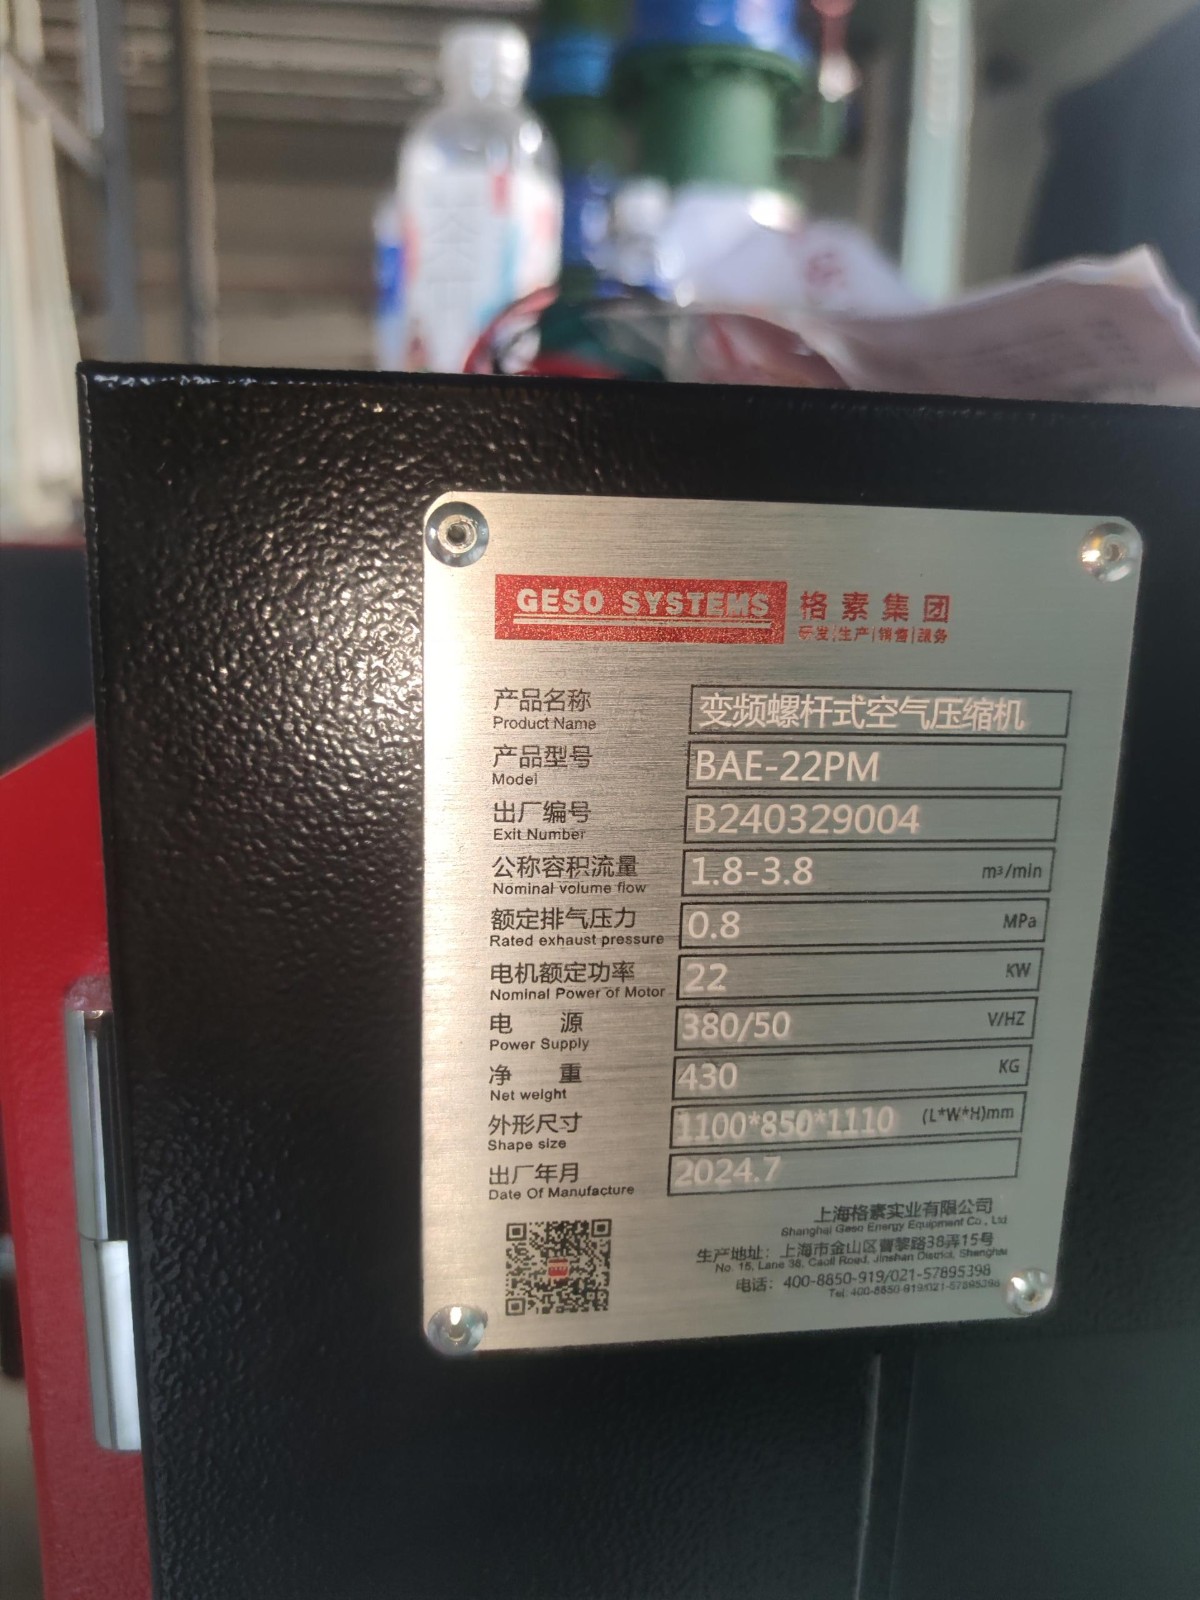 GESO SYSTEMS 格素集团
研发|生产|销售|服务
产品名称 变频螺杆式空气压缩机
Product Name
产品型号 BAE-22PM
Model
出厂编号 B240329004
Exit Number
公称容积流量 1.8-3.8 m³/min
Nominal volume flow
额定排气压力 0.8 MPa
Rated exhaust pressure
电机额定功率 22 KW
Nominal Power of Motor
电 源 380/50 V/HZ
Power Supply
净 重 430 KG
Net weight
外形尺寸 1100*850*1110 (L*W*H)mm
Shape size
出厂年月 2024.7
Date Of Manufacture
上海格素实业有限公司
Shanghai Geso Energy Equipment Co., Ltd
生产地址：上海市金山区曹黎路38弄15号
No. 15, Lane 38, Caoli Road, Jinshan District, Shanghai
电话：400-8850-919/021-57895398
Tel: 400-8850-919/021-57895398